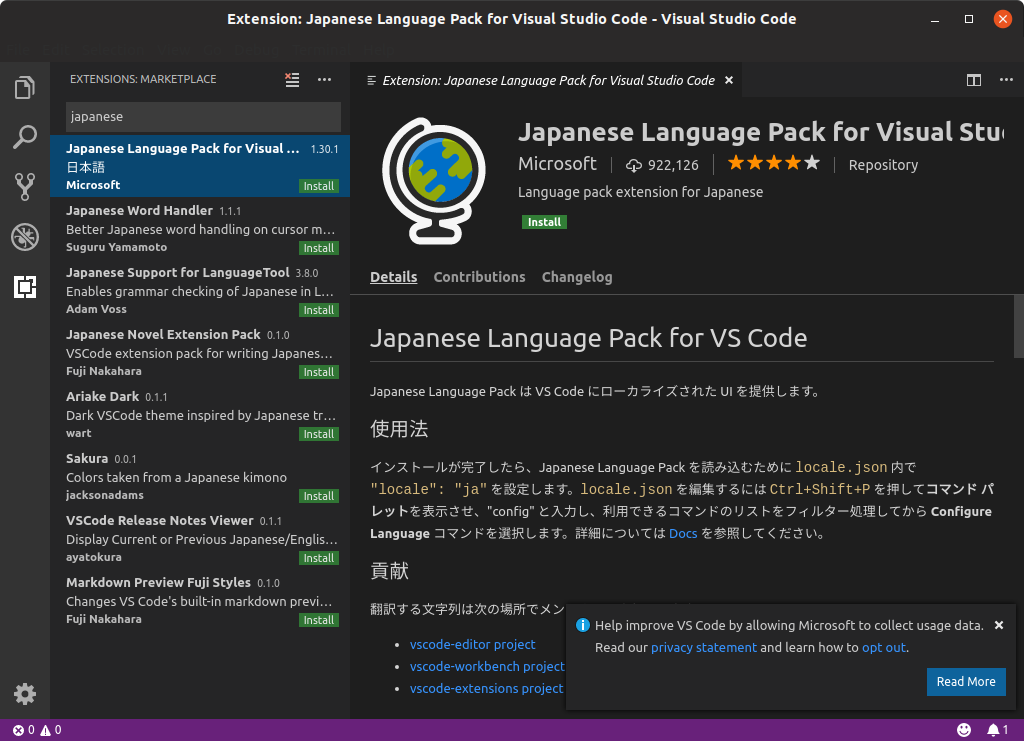 Extension: Japanese Language Pack for Visual Studio Code - Visual Studio Code
EXTENSIONS: MARKETPLACE
japanese
Japanese Language Pack for Visual ... 1.30.1
日本語
Microsoft Install
Japanese Word Handler 1.1.1
Better Japanese word handling on cursor m...
Suguru Yamamoto Install
Japanese Support for LanguageTool 3.8.0
Enables grammar checking of Japanese in L...
Adam Voss Install
Japanese Novel Extension Pack 0.1.0
VSCode extension pack for writing Japanes...
Fuji Nakahara Install
Ariake Dark 0.1.1
Dark VSCode theme inspired by Japanese tr...
wart Install
Sakura 0.0.1
Colors taken from a Japanese kimono
jacksonadams Install
VSCode Release Notes Viewer 0.1.1
Display Current or Previous Japanese/Englis...
ayatokura Install
Markdown Preview Fuji Styles 0.1.0
Changes VS Code's built-in markdown previ...
Fuji Nakahara Install
Extension: Japanese Language Pack for Visual Studio Code
Japanese Language Pack for Visual Stu
Microsoft 922,126 Repository
Language pack extension for Japanese
Install
Details Contributions Changelog
Japanese Language Pack for VS Code
Japanese Language Pack は VS Code にローカライズされた UI を提供します。
使用法
インストールが完了したら、Japanese Language Pack を読み込むために locale.json 内で
"locale": "ja" を設定します。locale.json を編集するには Ctrl+Shift+P を押してコマンド パ
レットを表示させ、"config" と入力し、利用できるコマンドのリストをフィルター処理してから Configure
Language コマンドを選択します。詳細については Docs を参照してください。
貢献
翻訳する文字列は次の場所でメン
vscode-editor project
vscode-workbench project
vscode-extensions project
Help improve VS Code by allowing Microsoft to collect usage data.
Read our privacy statement and learn how to opt out.
Read More
0 0 1